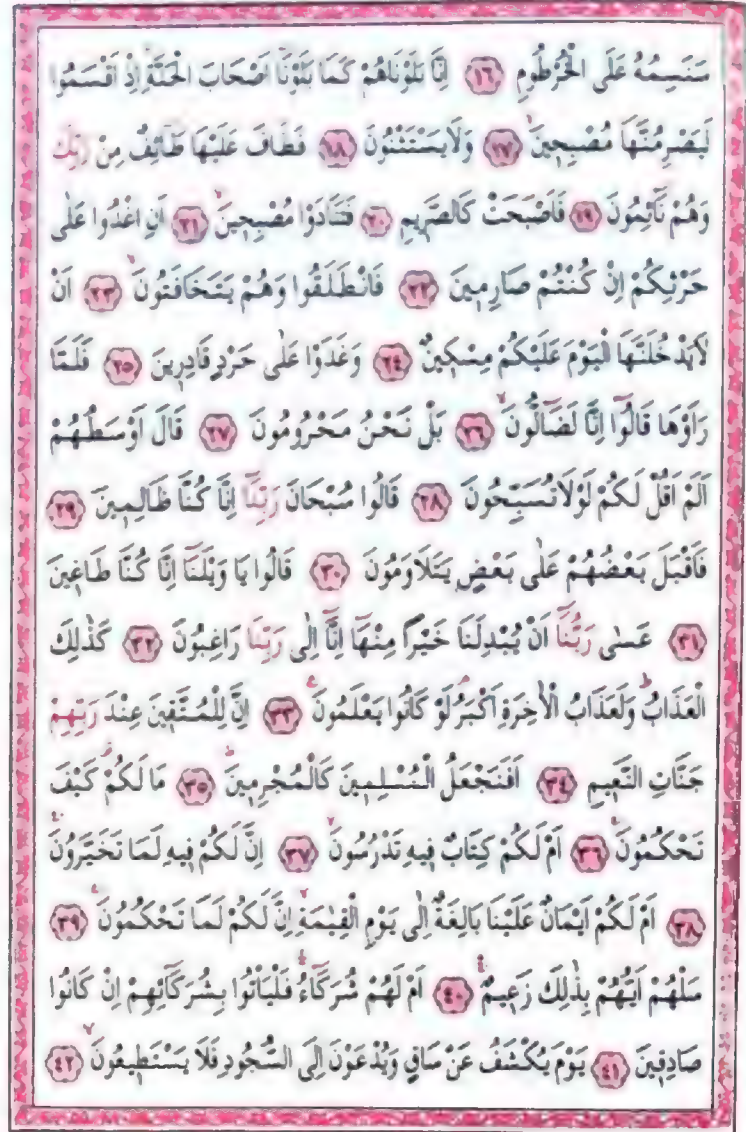 سَنَسِمُهُ عَلَى الْخُرْطُومِ ﴿١٦﴾ اِنَّا بَلَوْنَاهُمْ كَمَا بَلَوْنَٓا اَصْحَابَ الْجَنَّةِۚ اِذْ اَقْسَمُوا
لَيَصْرِمُنَّهَا مُصْبِحِينَۙ ﴿١٧﴾ وَلَا يَسْتَثْنُونَ ﴿١٨﴾ فَطَافَ عَلَيْهَا طَٓائِفٌ مِنْ رَبِّكَ
وَهُمْ نَٓائِمُونَ ﴿١٩﴾ فَاَصْبَحَتْ كَالصَّرِيمِ ﴿٢٠﴾ فَتَنَادَوْا مُصْبِحِينَۙ ﴿٢١﴾ اَنِ اغْدُوا عَلٰى
حَرْثِكُمْ اِنْ كُنْتُمْ صَارِمِينَ ﴿٢٢﴾ فَانْطَلَقُوا وَهُمْ يَتَخَافَتُونَۙ ﴿٢٣﴾ اَنْ
لَا يَدْخُلَنَّهَا الْيَوْمَ عَلَيْكُمْ مِسْكِينٌ ﴿٢٤﴾ وَغَدَوْا عَلٰى حَرْدٍ قَادِرِينَ ﴿٢٥﴾ فَلَمَّا
رَاَوْهَا قَالُٓوا اِنَّا لَضَٓالُّونَۙ ﴿٢٦﴾ بَلْ نَحْنُ مَحْرُومُونَ ﴿٢٧﴾ قَالَ اَوْسَطُهُمْ
اَلَمْ اَقُلْ لَكُمْ لَوْلَا تُسَبِّحُونَ ﴿٢٨﴾ قَالُوا سُبْحَانَ رَبِّنَٓا اِنَّا كُنَّا ظَالِمِينَ ﴿٢٩﴾
فَاَقْبَلَ بَعْضُهُمْ عَلٰى بَعْضٍ يَتَلَاوَمُونَ ﴿٣٠﴾ قَالُوا يَا وَيْلَنَٓا اِنَّا كُنَّا طَاغِينَ
﴿٣١﴾ عَسٰى رَبُّنَٓا اَنْ يُبْدِلَنَا خَيْرًا مِنْهَٓا اِنَّٓا اِلٰى رَبِّنَا رَاغِبُونَ ﴿٣٢﴾ كَذٰلِكَ
الْعَذَابُۜ وَلَعَذَابُ الْاٰخِرَةِ اَكْبَرُۢ لَوْ كَانُوا يَعْلَمُونَ۟ ﴿٣٣﴾ اِنَّ لِلْمُتَّقِينَ عِنْدَ رَبِّهِمْ
جَنَّاتِ النَّعِيمِ ﴿٣٤﴾ اَفَنَجْعَلُ الْمُسْلِمِينَ كَالْمُجْرِمِينَۜ ﴿٣٥﴾ مَا لَكُمْ۠ كَيْفَ
تَحْكُمُونَۚ ﴿٣٦﴾ اَمْ لَكُمْ كِتَابٌ فِيهِ تَدْرُسُونَۙ ﴿٣٧﴾ اِنَّ لَكُمْ فِيهِ لَمَا تَخَيَّرُونَۚ
﴿٣٨﴾ اَمْ لَكُمْ اَيْمَانٌ عَلَيْنَا بَالِغَةٌ اِلٰى يَوْمِ الْقِيٰمَةِۙ اِنَّ لَكُمْ لَمَا تَحْكُمُونَۚ ﴿٣٩﴾
سَلْهُمْ اَيُّهُمْ بِذٰلِكَ زَعِيمٌۚ ﴿٤٠﴾ اَمْ لَهُمْ شُرَكَٓاءُۚ فَلْيَأْتُوا بِشُرَكَٓائِهِمْ اِنْ كَانُوا
صَادِقِينَ ﴿٤١﴾ يَوْمَ يُكْشَفُ عَنْ سَاقٍ وَيُدْعَوْنَ اِلَى السُّجُودِ فَلَا يَسْتَطِيعُونَۙ ﴿٤٢﴾